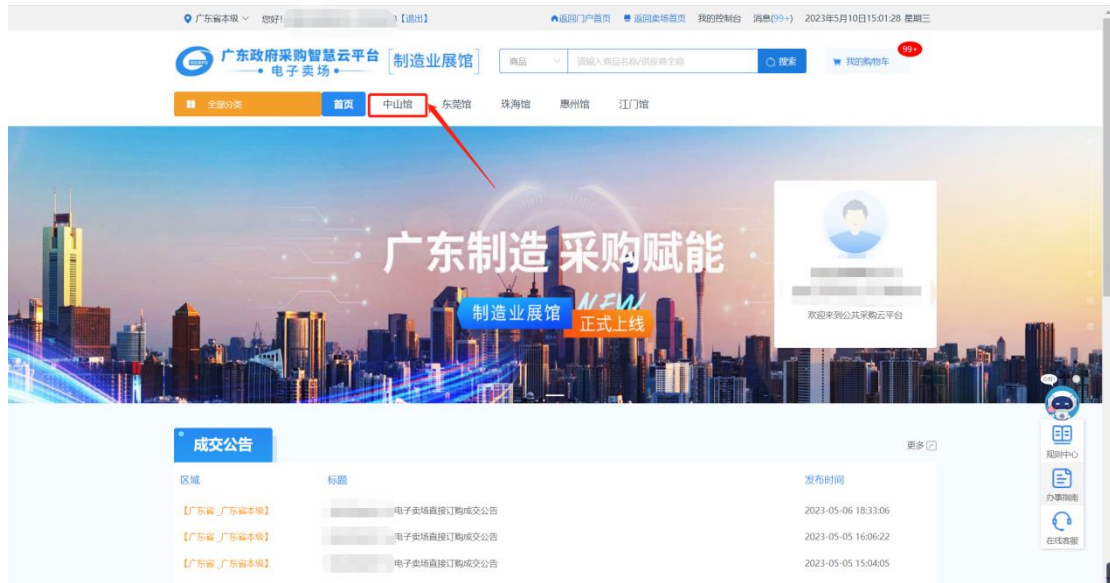 广东省本级 您好! 【退出】 返回门户首页 返回卖场首页 我的控制台 消息(99+) 2023年5月10日15:01:28 星期三
广东政府采购智慧云平台
电子卖场
[制造业展馆]
商品 请输入商品名称/供应商全称 搜索 我的购物车 99+
全部分类 首页 中山馆 东莞馆 珠海馆 惠州馆 江门馆
广东制造 采购赋能
NEW
制造业展馆
正式上线
欢迎来到公共采购云平台
成交公告 更多
区域 标题 发布时间
【广东省_广东省本级】 电子卖场直接订购成交公告 2023-05-06 18:33:06
【广东省_广东省本级】 电子卖场直接订购成交公告 2023-05-05 16:06:22
【广东省_广东省本级】 电子卖场直接订购成交公告 2023-05-05 15:04:05
规则中心
办事指南
在线客服